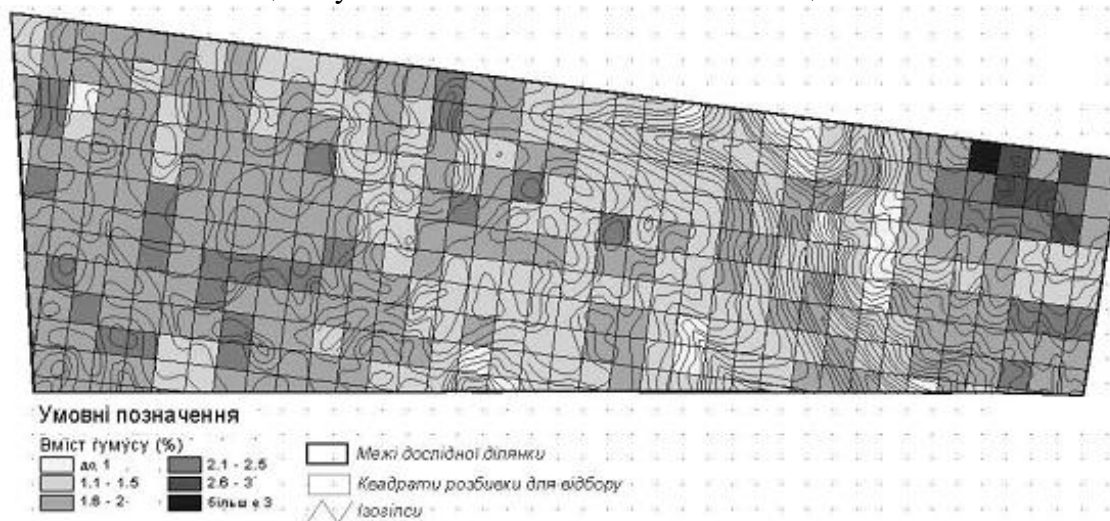 Умовні позначення
Вміст гумусу (%)
до 1
1.1 - 1.5
1.6 - 2
2.1 - 2.5
2.6 - 3
більш е 3
Межі дослідної ділянки
Квадрати розбивки для відбору
Ізогіпси